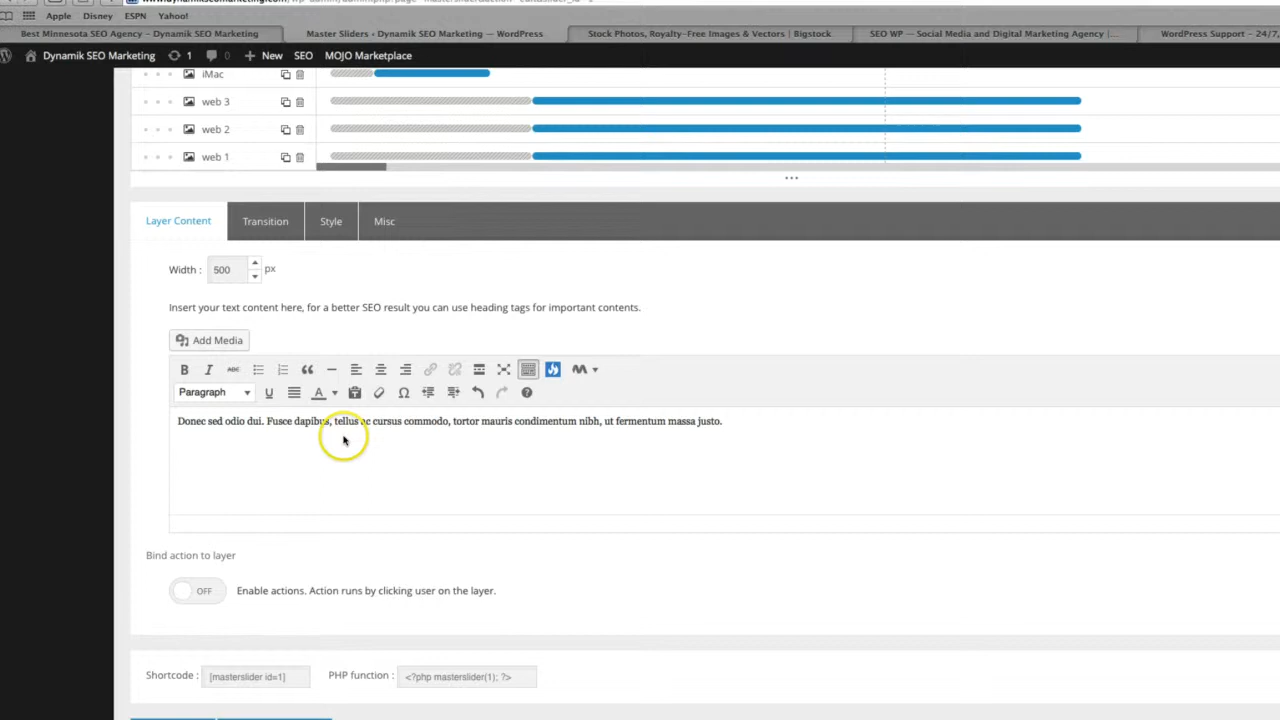 Apple Disney ESPN Yahoo!
Best Minnesota SEO Agency – Dynamik SEO Marketing
Master Sliders ‹ Dynamik SEO Marketing — WordPress
Stock Photos, Royalty-Free Images & Vectors | Bigstock
SEO WP — Social Media and Digital Marketing Agency |...
WordPress Support – 24/7,
Dynamik SEO Marketing 1 0 New SEO MOJO Marketplace
iMac
web 3
web 2
web 1
Layer Content Transition Style Misc
Width : 500 px
Insert your text content here, for a better SEO result you can use heading tags for important contents.
Add Media
B I ABC
Paragraph U A Ω
Donec sed odio dui. Fusce dapibus, tellus ac cursus commodo, tortor mauris condimentum nibh, ut fermentum massa justo.
Bind action to layer
OFF Enable actions. Action runs by clicking user on the layer.
Shortcode : [masterslider id=1] PHP function : <?php masterslider(1); ?>